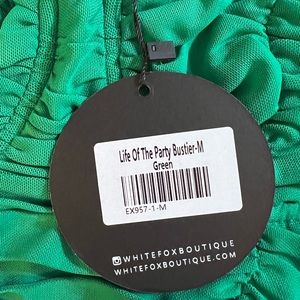 Life Of The Party Bustier-M
Green
EX957-1-M
WHITEFOXBOUTIQUE
WHITEFOXBOUTIQUE.COM